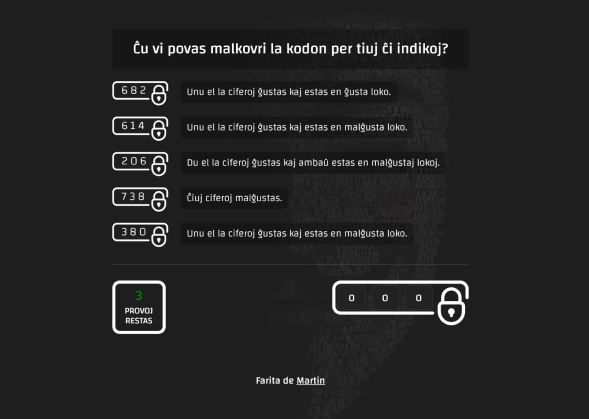 Ĉu vi povas malkovri la kodon per tiuj ĉi indikoj?
682 Unu el la ciferoj ĝustas kaj estas en ĝusta loko.
614 Unu el la ciferoj ĝustas kaj estas en malĝusta loko.
206 Du el la ciferoj ĝustas kaj ambaŭ estas en malĝustaj lokoj.
738 Ĉiuj ciferoj malĝustas.
380 Unu el la ciferoj ĝustas kaj estas en malĝusta loko.
3
PROVOJ
RESTAS
0 0 0
Farita de Martin